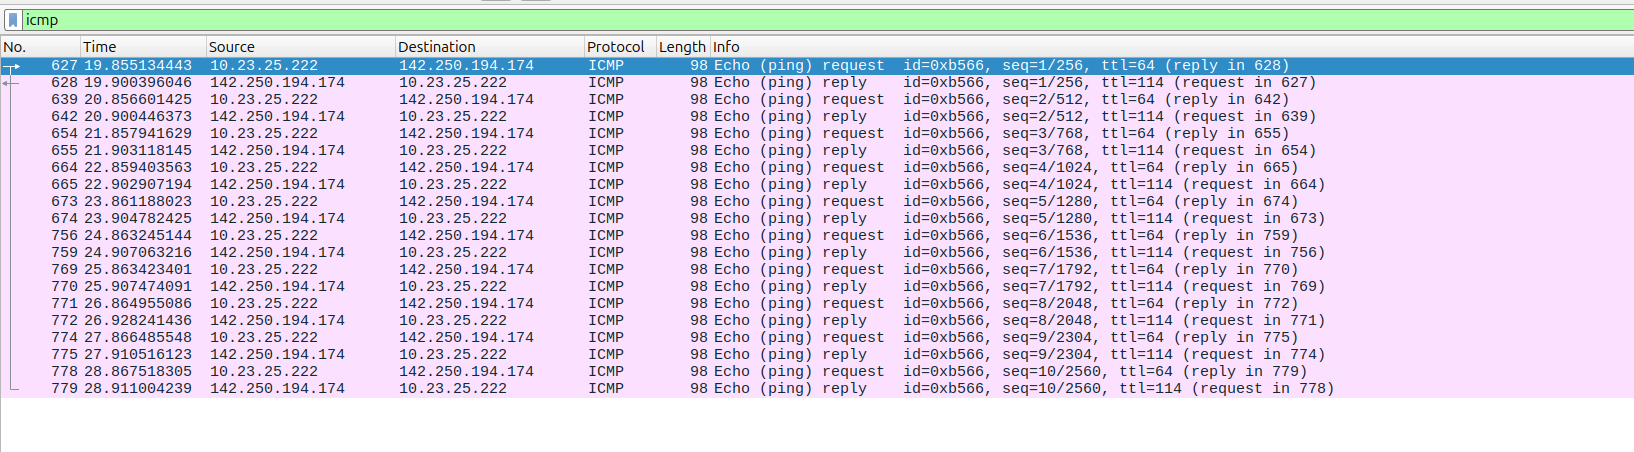 icmp
No. Time Source Destination Protocol Length Info
627 19.855134443 10.23.25.222 142.250.194.174 ICMP 98 Echo (ping) request id=0xb566, seq=1/256, ttl=64 (reply in 628)
628 19.900396046 142.250.194.174 10.23.25.222 ICMP 98 Echo (ping) reply id=0xb566, seq=1/256, ttl=114 (request in 627)
639 20.856601425 10.23.25.222 142.250.194.174 ICMP 98 Echo (ping) request id=0xb566, seq=2/512, ttl=64 (reply in 642)
642 20.900446373 142.250.194.174 10.23.25.222 ICMP 98 Echo (ping) reply id=0xb566, seq=2/512, ttl=114 (request in 639)
654 21.857941629 10.23.25.222 142.250.194.174 ICMP 98 Echo (ping) request id=0xb566, seq=3/768, ttl=64 (reply in 655)
655 21.903118145 142.250.194.174 10.23.25.222 ICMP 98 Echo (ping) reply id=0xb566, seq=3/768, ttl=114 (request in 654)
664 22.859403563 10.23.25.222 142.250.194.174 ICMP 98 Echo (ping) request id=0xb566, seq=4/1024, ttl=64 (reply in 665)
665 22.902907194 142.250.194.174 10.23.25.222 ICMP 98 Echo (ping) reply id=0xb566, seq=4/1024, ttl=114 (request in 664)
673 23.861188023 10.23.25.222 142.250.194.174 ICMP 98 Echo (ping) request id=0xb566, seq=5/1280, ttl=64 (reply in 674)
674 23.904782425 142.250.194.174 10.23.25.222 ICMP 98 Echo (ping) reply id=0xb566, seq=5/1280, ttl=114 (request in 673)
756 24.863245144 10.23.25.222 142.250.194.174 ICMP 98 Echo (ping) request id=0xb566, seq=6/1536, ttl=64 (reply in 759)
759 24.907063216 142.250.194.174 10.23.25.222 ICMP 98 Echo (ping) reply id=0xb566, seq=6/1536, ttl=114 (request in 756)
769 25.863423401 10.23.25.222 142.250.194.174 ICMP 98 Echo (ping) request id=0xb566, seq=7/1792, ttl=64 (reply in 770)
770 25.907474091 142.250.194.174 10.23.25.222 ICMP 98 Echo (ping) reply id=0xb566, seq=7/1792, ttl=114 (request in 769)
771 26.864955086 10.23.25.222 142.250.194.174 ICMP 98 Echo (ping) request id=0xb566, seq=8/2048, ttl=64 (reply in 772)
772 26.928241436 142.250.194.174 10.23.25.222 ICMP 98 Echo (ping) reply id=0xb566, seq=8/2048, ttl=114 (request in 771)
774 27.866485548 10.23.25.222 142.250.194.174 ICMP 98 Echo (ping) request id=0xb566, seq=9/2304, ttl=64 (reply in 775)
775 27.910516123 142.250.194.174 10.23.25.222 ICMP 98 Echo (ping) reply id=0xb566, seq=9/2304, ttl=114 (request in 774)
778 28.867518305 10.23.25.222 142.250.194.174 ICMP 98 Echo (ping) request id=0xb566, seq=10/2560, ttl=64 (reply in 779)
779 28.911004239 142.250.194.174 10.23.25.222 ICMP 98 Echo (ping) reply id=0xb566, seq=10/2560, ttl=114 (request in 778)